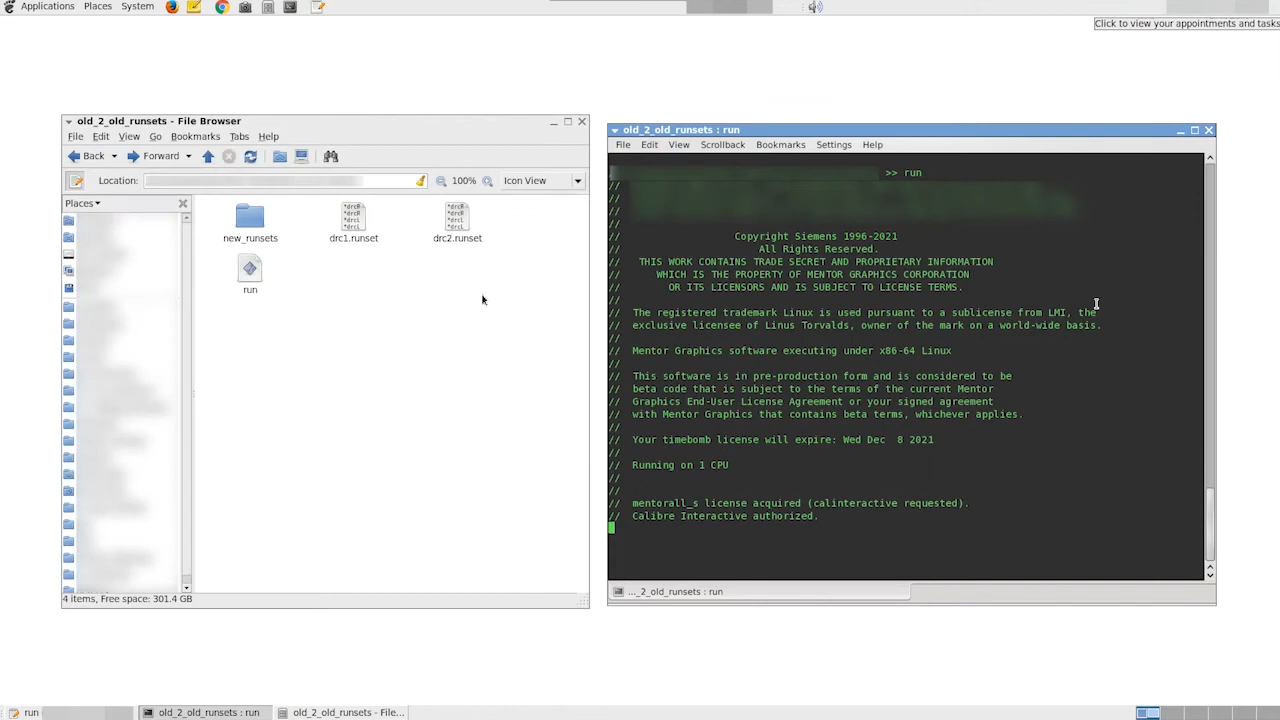 Applications Places System
Click to view your appointments and tasks
old_2_old_runsets - File Browser
File Edit View Go Bookmarks Tabs Help
Back Forward
Location: 100% Icon View
Places
new_runsets drc1.runset drc2.runset
run
4 items, Free space: 301.4 GB
old_2_old_runsets : run
File Edit View Scrollback Bookmarks Settings Help
>> run
//
//
//
//
// Copyright Siemens 1996-2021
// All Rights Reserved.
// THIS WORK CONTAINS TRADE SECRET AND PROPRIETARY INFORMATION
// WHICH IS THE PROPERTY OF MENTOR GRAPHICS CORPORATION
// OR ITS LICENSORS AND IS SUBJECT TO LICENSE TERMS.
//
// The registered trademark Linux is used pursuant to a sublicense from LMI, the
// exclusive licensee of Linus Torvalds, owner of the mark on a world-wide basis.
//
// Mentor Graphics software executing under x86-64 Linux
//
// This software is in pre-production form and is considered to be
// beta code that is subject to the terms of the current Mentor
// Graphics End-User License Agreement or your signed agreement
// with Mentor Graphics that contains beta terms, whichever applies.
//
// Your timebomb license will expire: Wed Dec  8 2021
//
// Running on 1 CPU
//
//
// mentorall_s license acquired (calinteractive requested).
// Calibre Interactive authorized.
..._2_old_runsets : run
run old_2_old_runsets : run old_2_old_runsets - File...